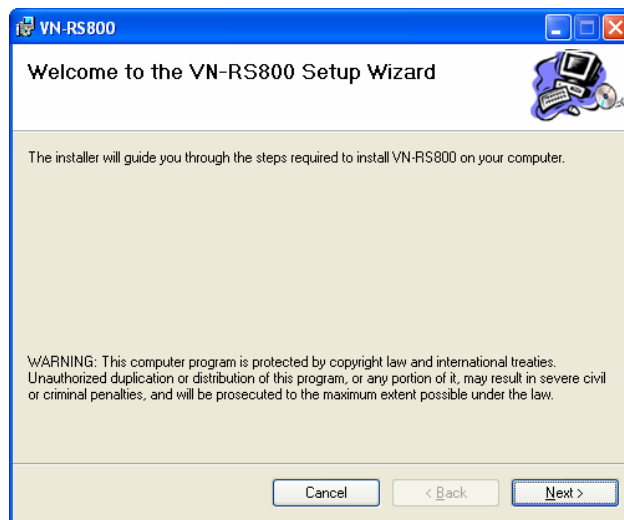 VN-RS800
Welcome to the VN-RS800 Setup Wizard
The installer will guide you through the steps required to install VN-RS800 on your computer.
WARNING: This computer program is protected by copyright law and international treaties.
Unauthorized duplication or distribution of this program, or any portion of it, may result in severe civil
or criminal penalties, and will be prosecuted to the maximum extent possible under the law.
Cancel < Back Next >